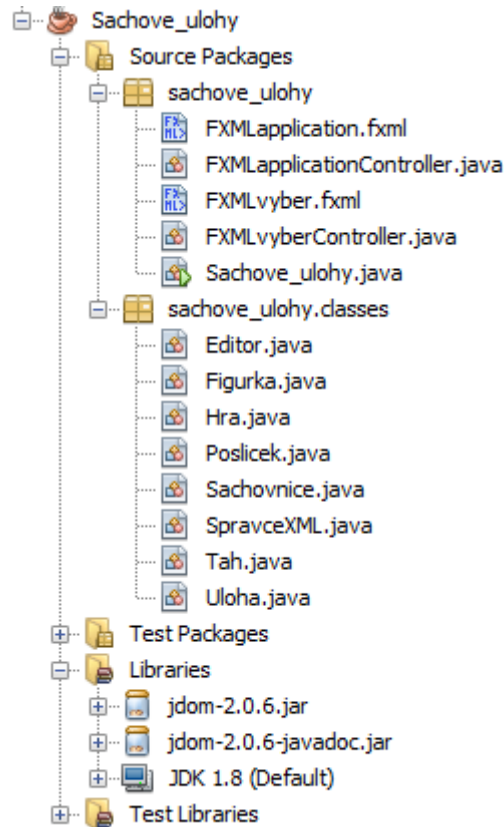 Sachove_ulohy
Source Packages
sachove_ulohy
FXMLapplication.fxml
FXMLapplicationController.java
FXMLvyber.fxml
FXMLvyberController.java
Sachove_ulohy.java
sachove_ulohy.classes
Editor.java
Figurka.java
Hra.java
Poslicek.java
Sachovnice.java
SpravceXML.java
Tah.java
Uloha.java
Test Packages
Libraries
jdom-2.0.6.jar
jdom-2.0.6-javadoc.jar
JDK 1.8 (Default)
Test Libraries